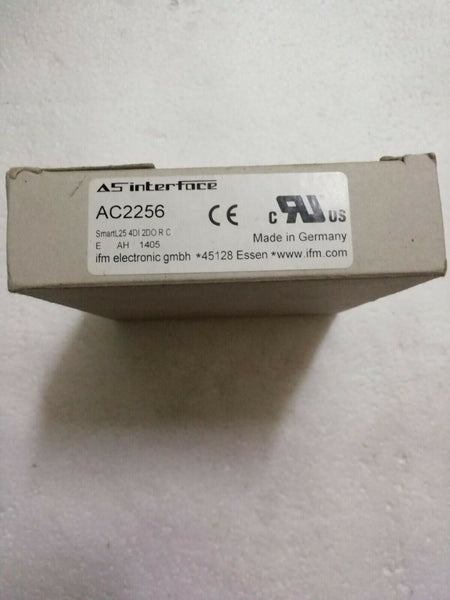 AS interface
AC2256
CE
c UR US
SmartL25 4DI 2DO R C
E AH 1405
Made in Germany
ifm electronic gmbh *45128 Essen *www.ifm.com